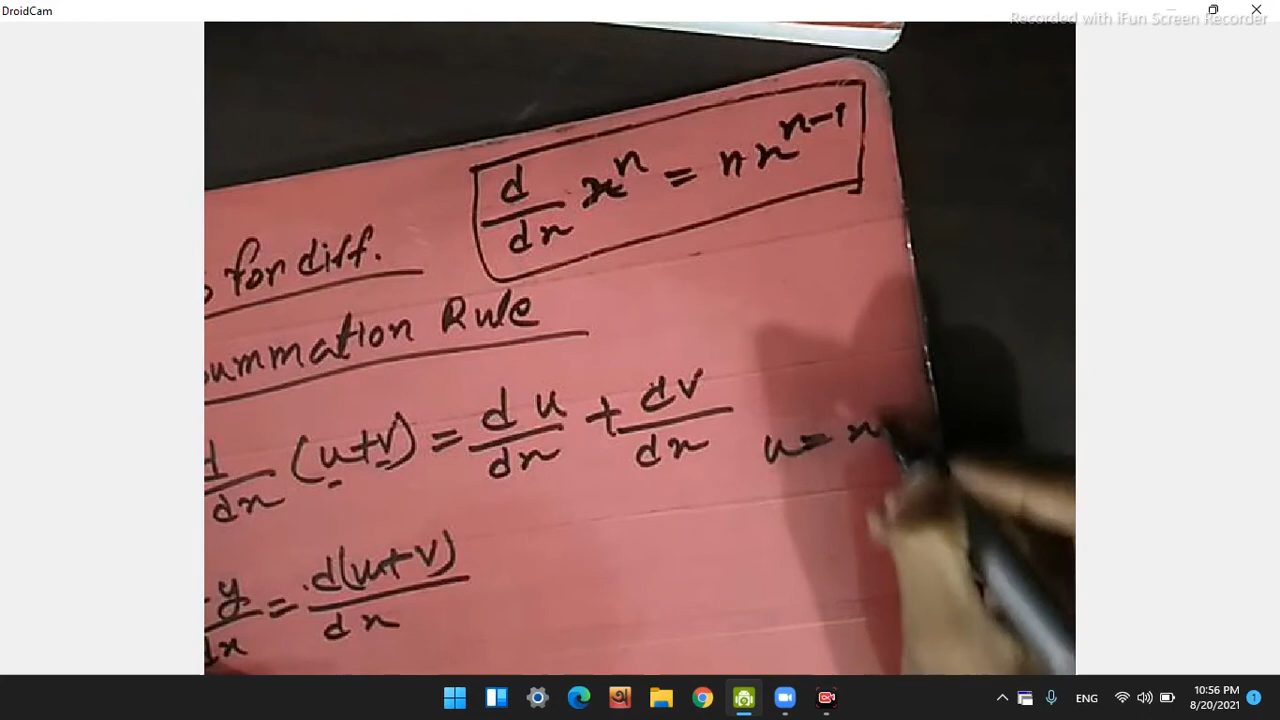 DroidCam
Recorded with iFun Screen Recorder
d/dx x^n = n x^(n-1)
for diff.
ummation Rule
d/dx (u+v) = du/dx + dv/dx
u = x
y/dx = d(u+v)/dx
ENG
10:56 PM
8/20/2021
1